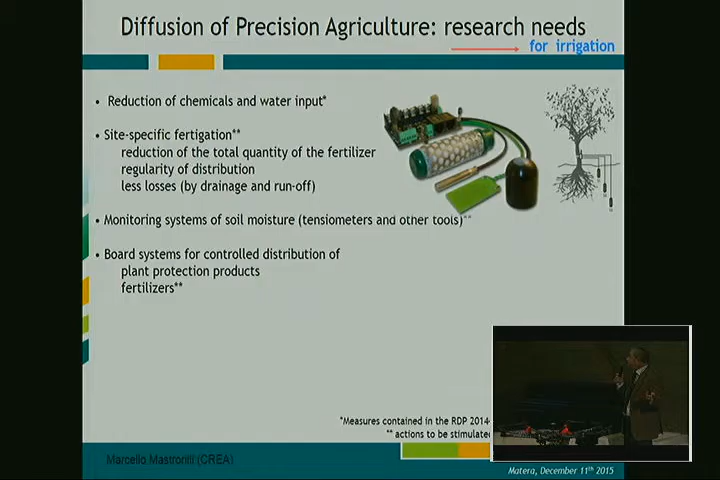 Diffusion of Precision Agriculture: research needs
for irrigation
• Reduction of chemicals and water input*
• Site-specific fertigation**
reduction of the total quantity of the fertilizer
regularity of distribution
less losses (by drainage and run-off)
• Monitoring systems of soil moisture (tensiometers and other tools)**
• Board systems for controlled distribution of
plant protection products
fertilizers**
*Measures contained in the RDP 2014-
** actions to be stimulated
Marcello Mastrorilli (CREA)
Matera, December 11th 2015